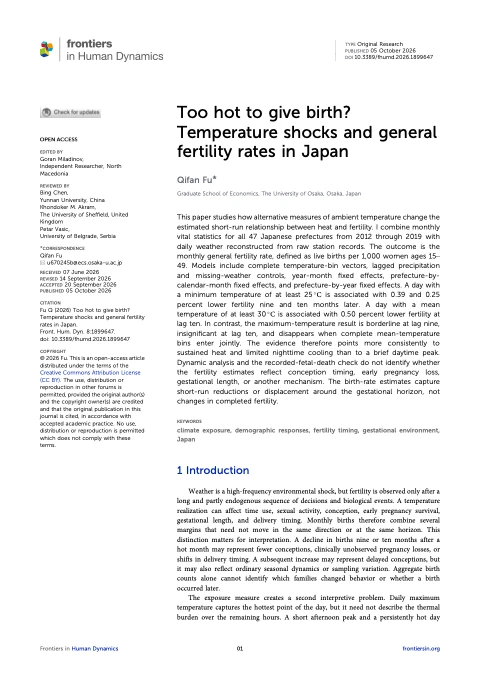 frontiers
in Human Dynamics
TYPE Original Research
PUBLISHED 05 October 2026
DOI 10.3389/fhumd.2026.1899647
Check for updates
OPEN ACCESS
EDITED BY
Goran Miladinov,
Independent Researcher, North
Macedonia
REVIEWED BY
Bing Chen,
Yunnan University, China
Khondoker M. Akram,
The University of Sheffield, United
Kingdom
Petar Vasic,
University of Belgrade, Serbia
*CORRESPONDENCE
Qifan Fu
u670245b@ecs.osaka-u.ac.jp
RECEIVED 07 June 2026
REVISED 14 September 2026
ACCEPTED 20 September 2026
PUBLISHED 05 October 2026
CITATION
Fu Q (2026) Too hot to give birth?
Temperature shocks and general fertility
rates in Japan.
Front. Hum. Dyn. 8:1899647.
doi: 10.3389/fhumd.2026.1899647
COPYRIGHT
© 2026 Fu. This is an open-access article
distributed under the terms of the
Creative Commons Attribution License
(CC BY). The use, distribution or
reproduction in other forums is
permitted, provided the original author(s)
and the copyright owner(s) are credited
and that the original publication in this
journal is cited, in accordance with
accepted academic practice. No use,
distribution or reproduction is permitted
which does not comply with these
terms.
Too hot to give birth?
Temperature shocks and general
fertility rates in Japan
Qifan Fu*
Graduate School of Economics, The University of Osaka, Osaka, Japan
This paper studies how alternative measures of ambient temperature change the
estimated short-run relationship between heat and fertility. I combine monthly
vital statistics for all 47 Japanese prefectures from 2012 through 2019 with
daily weather reconstructed from raw station records. The outcome is the
monthly general fertility rate, defined as live births per 1,000 women ages 15–
49. Models include complete temperature-bin vectors, lagged precipitation
and missing-weather controls, year-month fixed effects, prefecture-by-
calendar-month fixed effects, and prefecture-by-year fixed effects. A day with
a minimum temperature of at least 25°C is associated with 0.39 and 0.25
percent lower fertility nine and ten months later. A day with a mean
temperature of at least 30°C is associated with 0.50 percent lower fertility at
lag ten. In contrast, the maximum-temperature result is borderline at lag nine,
insignificant at lag ten, and disappears when complete mean-temperature
bins enter jointly. The evidence therefore points more consistently to
sustained heat and limited nighttime cooling than to a brief daytime peak.
Dynamic analysis and the recorded-fetal-death check do not identify whether
the fertility estimates reflect conception timing, early pregnancy loss,
gestational length, or another mechanism. The birth-rate estimates capture
short-run reductions or displacement around the gestational horizon, not
changes in completed fertility.
KEYWORDS
climate exposure, demographic responses, fertility timing, gestational environment,
Japan
1 Introduction
Weather is a high-frequency environmental shock, but fertility is observed only after a
long and partly endogenous sequence of decisions and biological events. A temperature
realization can affect time use, sexual activity, conception, early pregnancy survival,
gestational length, and delivery timing. Monthly births therefore combine several
margins that need not move in the same direction or at the same horizon. This
distinction matters for interpretation. A decline in births nine or ten months after a
hot month may represent fewer conceptions, clinically unobserved pregnancy losses, or
shifts in delivery timing. A subsequent increase may represent delayed conceptions, but
it may also reflect ordinary seasonal dynamics or sampling variation. Aggregate birth
counts alone cannot identify which families changed behavior or whether a birth
occurred later.
The exposure measure creates a second interpretive problem. Daily maximum
temperature captures the hottest point of the day, but it need not describe the thermal
burden over the remaining hours. A short afternoon peak and a persistently hot day
Frontiers in Human Dynamics
01
frontiersin.org